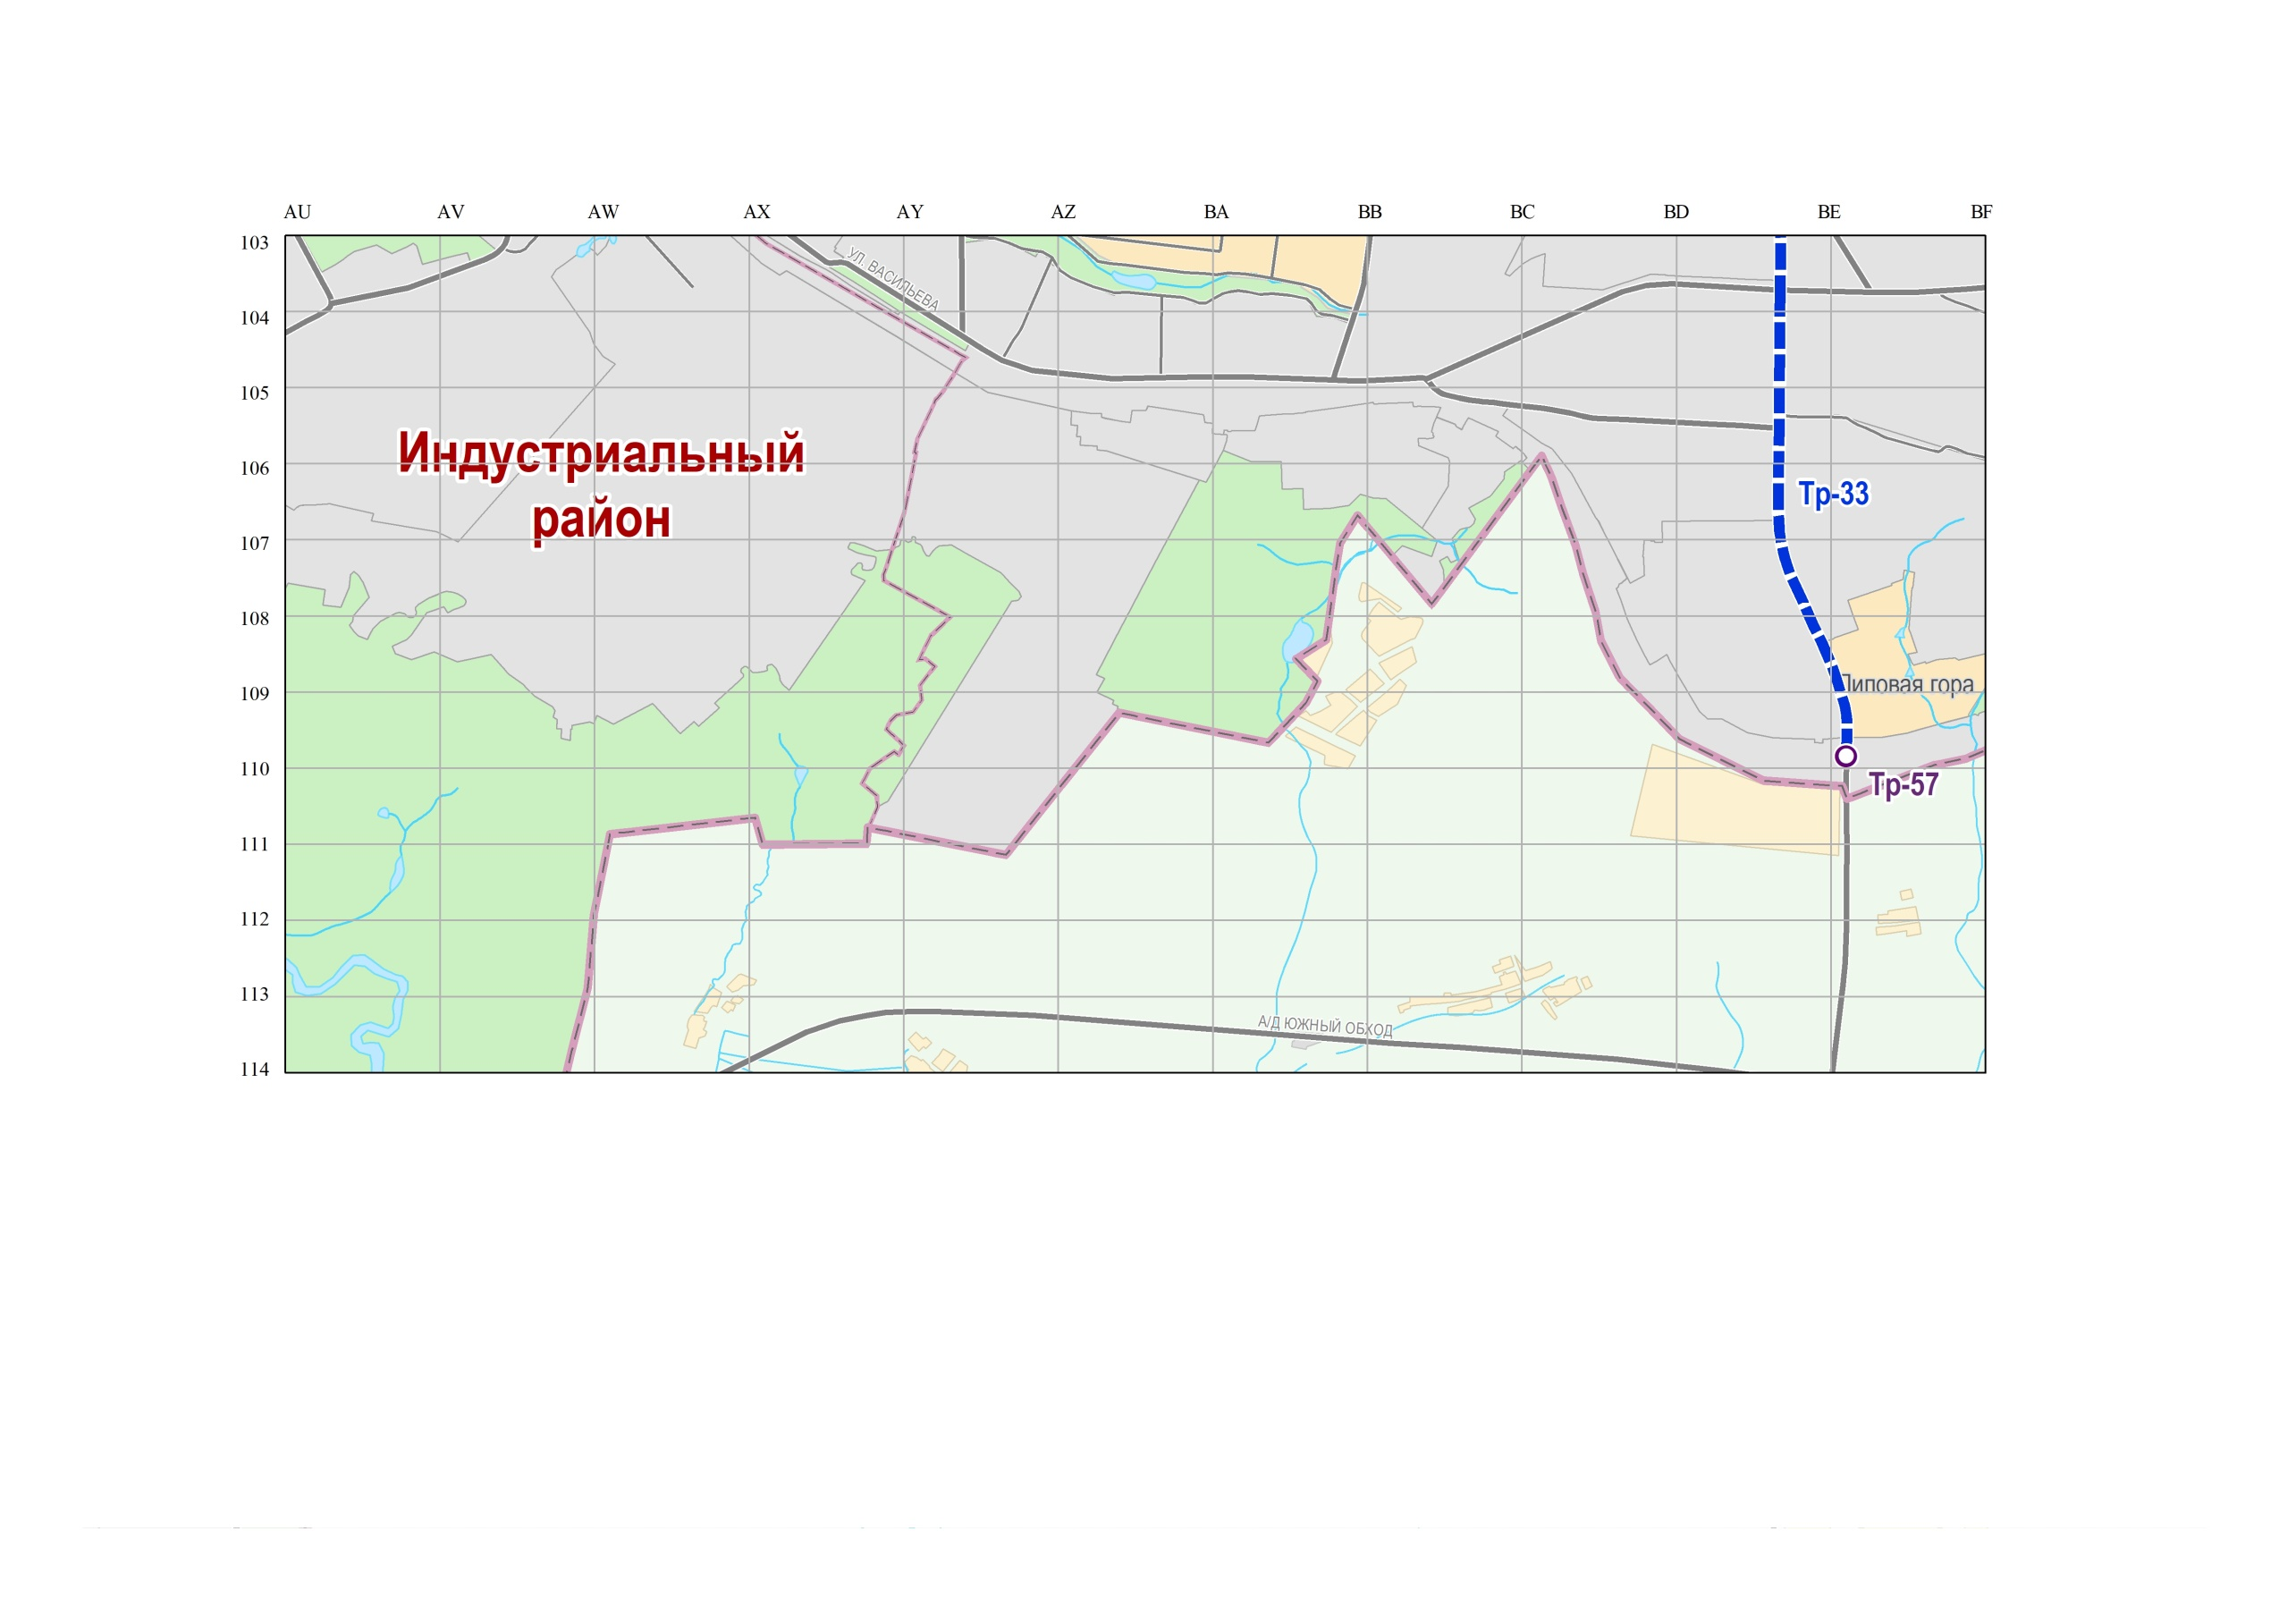 AU AV AW AX AY AZ BA BB BC BD BE BF
103
УЛ. ВАСИЛЬЕВА
104
105
Индустриальный
106
Тр-33
район
107
108
Липовая гора
109
110
Тр-57
111
112
113
А/Д ЮЖНЫЙ ОБХОД
114